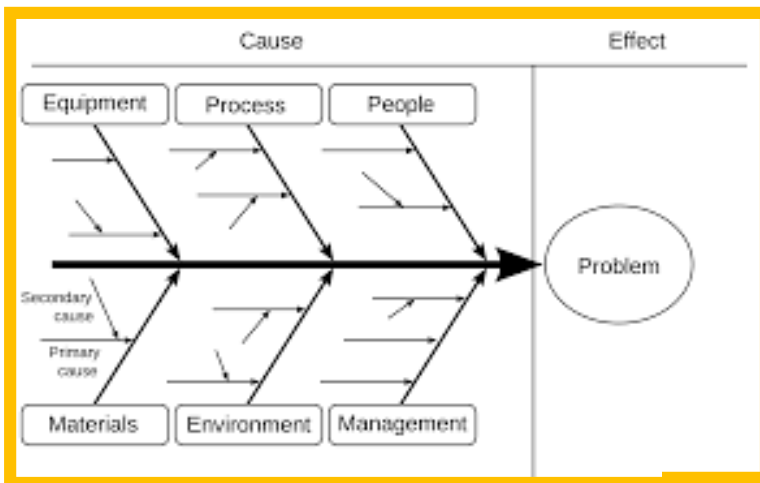 Cause
Effect
Equipment
Process
People
Problem
Secondary
cause
Primary
cause
Materials
Environment
Management